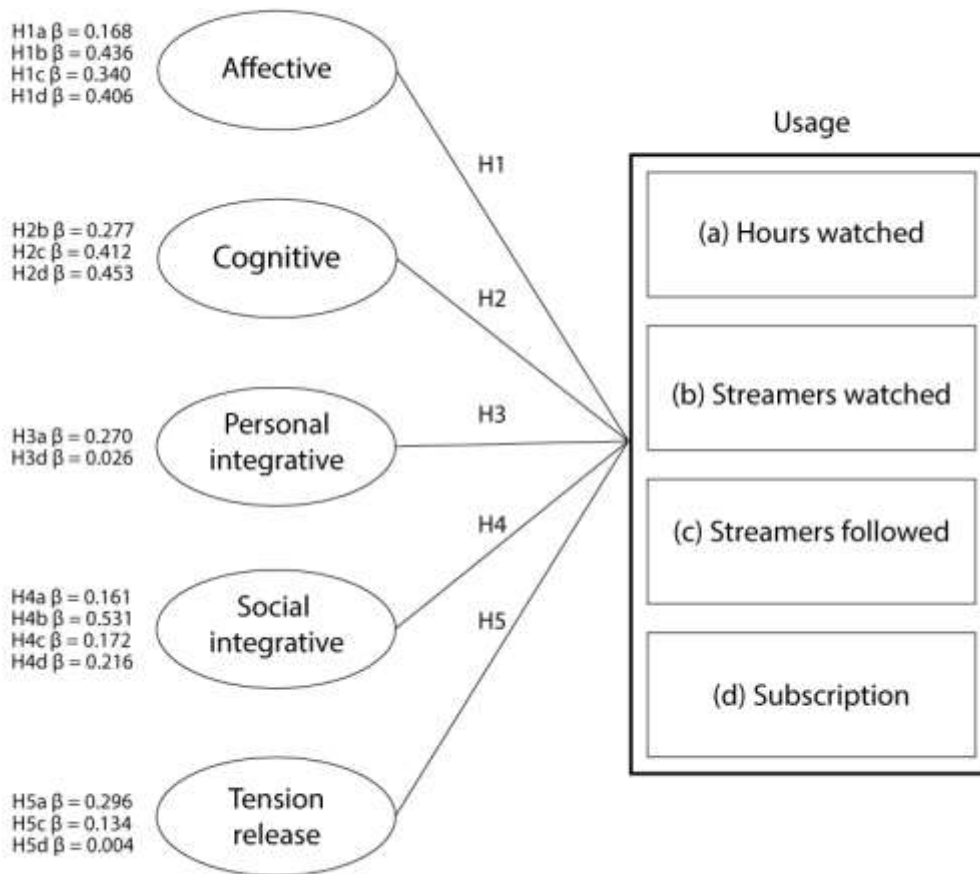 H1a β = 0.168
H1b β = 0.436
H1c β = 0.340
H1d β = 0.406
Affective
H1
Usage
(a) Hours watched
H2b β = 0.277
H2c β = 0.412
H2d β = 0.453
Cognitive
H2
(b) Streamers watched
H3a β = 0.270
H3d β = 0.026
Personal
integrative
H3
(c) Streamers followed
H4a β = 0.161
H4b β = 0.531
H4c β = 0.172
H4d β = 0.216
Social
integrative
H4
(d) Subscription
H5a β = 0.296
H5c β = 0.134
H5d β = 0.004
Tension
release
H5